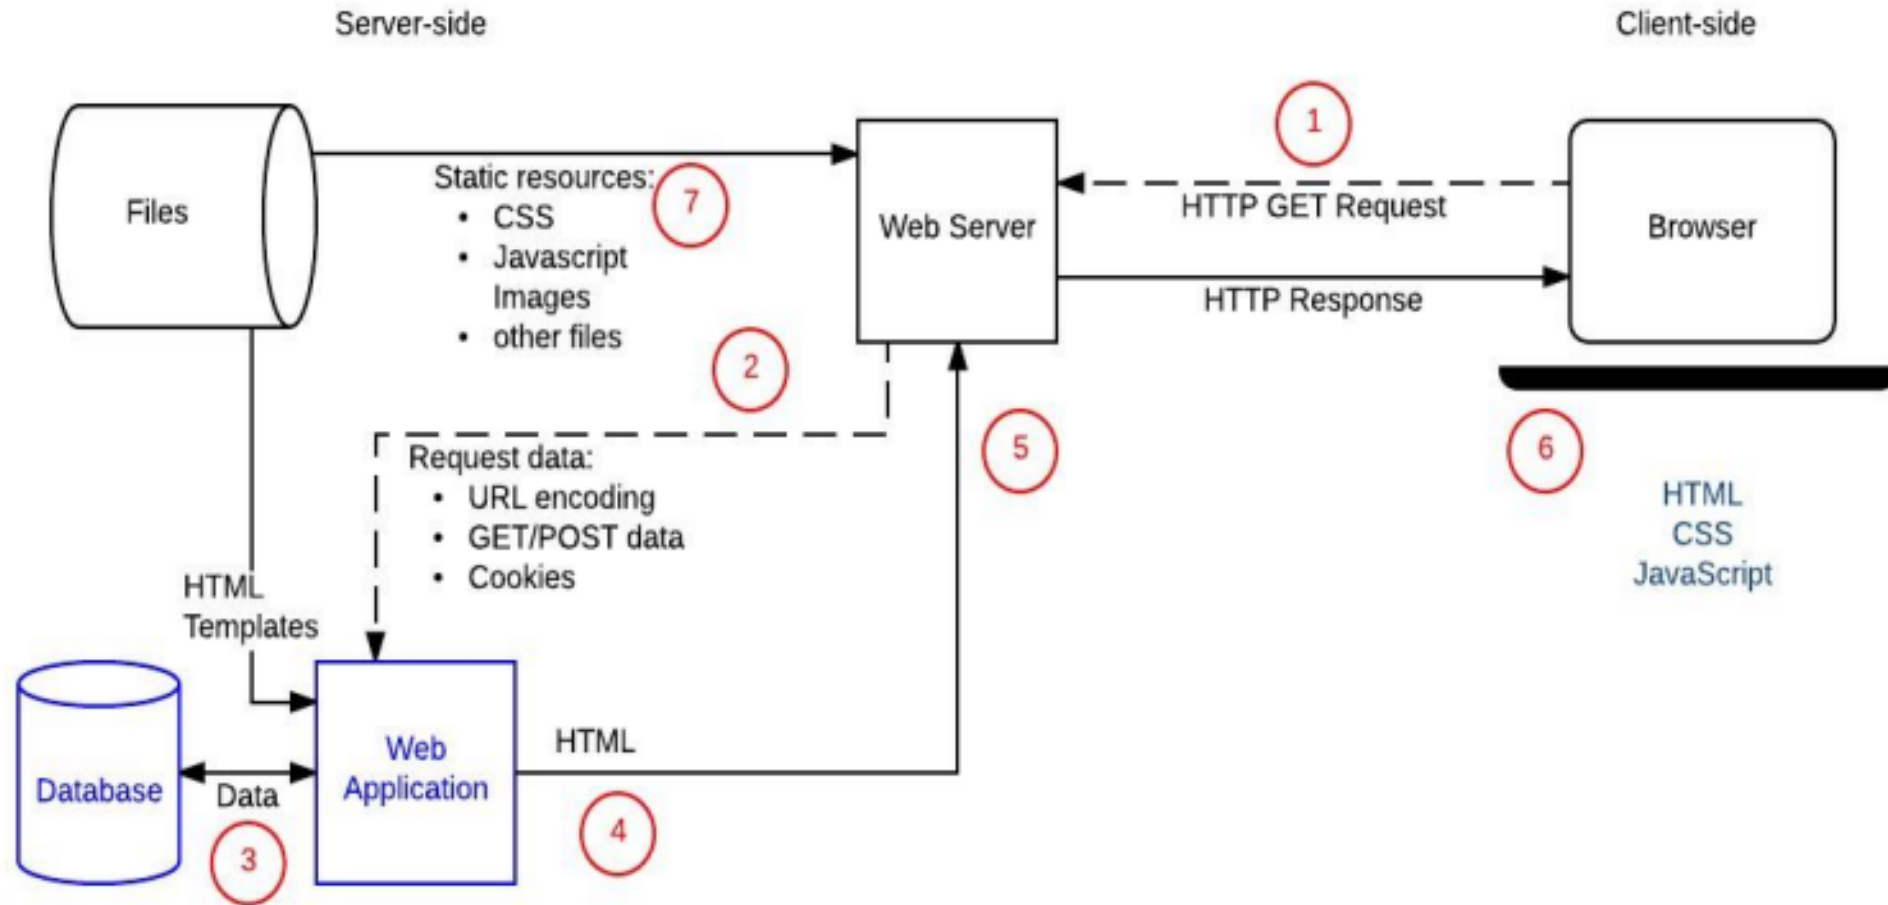 Server-side
Client-side
1
Files
Static resources:
• CSS
• Javascript
Images
• other files
7
Web Server
HTTP GET Request
HTTP Response
Browser
2
Request data:
• URL encoding
• GET/POST data
• Cookies
5
6
HTML
CSS
JavaScript
HTML
Templates
Database
Data
3
Web
Application
HTML
4